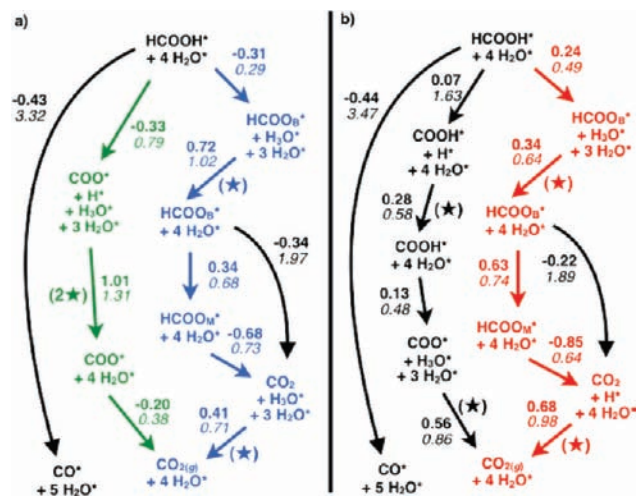 a)
HCOOH*
+ 4 H₂O*
-0.31
0.29
-0.43
3.32
-0.33
0.79
HCOO_B*
+ H₃O*
+ 3 H₂O*
0.72
1.02
(★)
COO*
+ H*
+ H₃O*
+ 3 H₂O*
HCOO_B*
+ 4 H₂O*
-0.34
1.97
0.34
0.68
(2★)
1.01
1.31
HCOO_M*
+ 4 H₂O*
-0.68
0.73
COO*
+ 4 H₂O*
CO₂
+ H₃O*
+ 3 H₂O*
-0.20
0.38
0.41
0.71
(★)
CO*
+ 5 H₂O*
CO₂(g)
+ 4 H₂O*
b)
HCOOH*
+ 4 H₂O*
0.24
0.49
-0.44
3.47
0.07
1.63
HCOO_B*
+ H₃O*
+ 3 H₂O*
COOH*
+ H*
+ 4 H₂O*
0.34
0.64
(★)
0.28
0.58
(★)
HCOO_B*
+ 4 H₂O*
COOH*
+ 4 H₂O*
-0.22
1.89
0.63
0.74
0.13
0.48
HCOO_M*
+ 4 H₂O*
-0.85
0.64
COO*
+ H₃O*
+ 3 H₂O*
CO₂
+ H*
+ 4 H₂O*
(★)
0.56
0.86
0.68
0.98
(★)
CO*
+ 5 H₂O*
CO₂(g)
+ 4 H₂O*